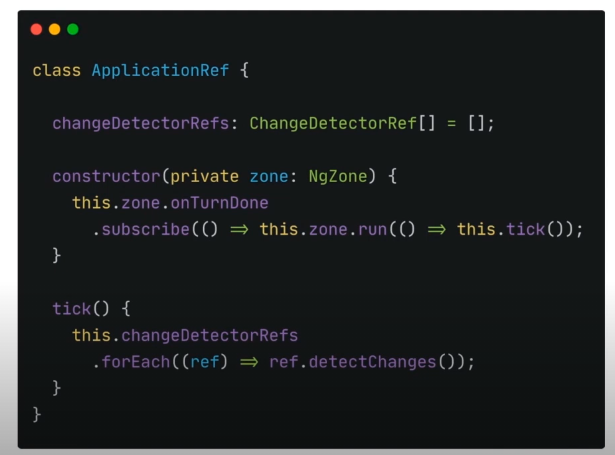 class ApplicationRef {
changeDetectorRefs: ChangeDetectorRef[] = [];
constructor(private zone: NgZone) {
this.zone.onTurnDone
.subscribe(() => this.zone.run(() => this.tick());
}
tick() {
this.changeDetectorRefs
.forEach((ref) => ref.detectChanges());
}
}